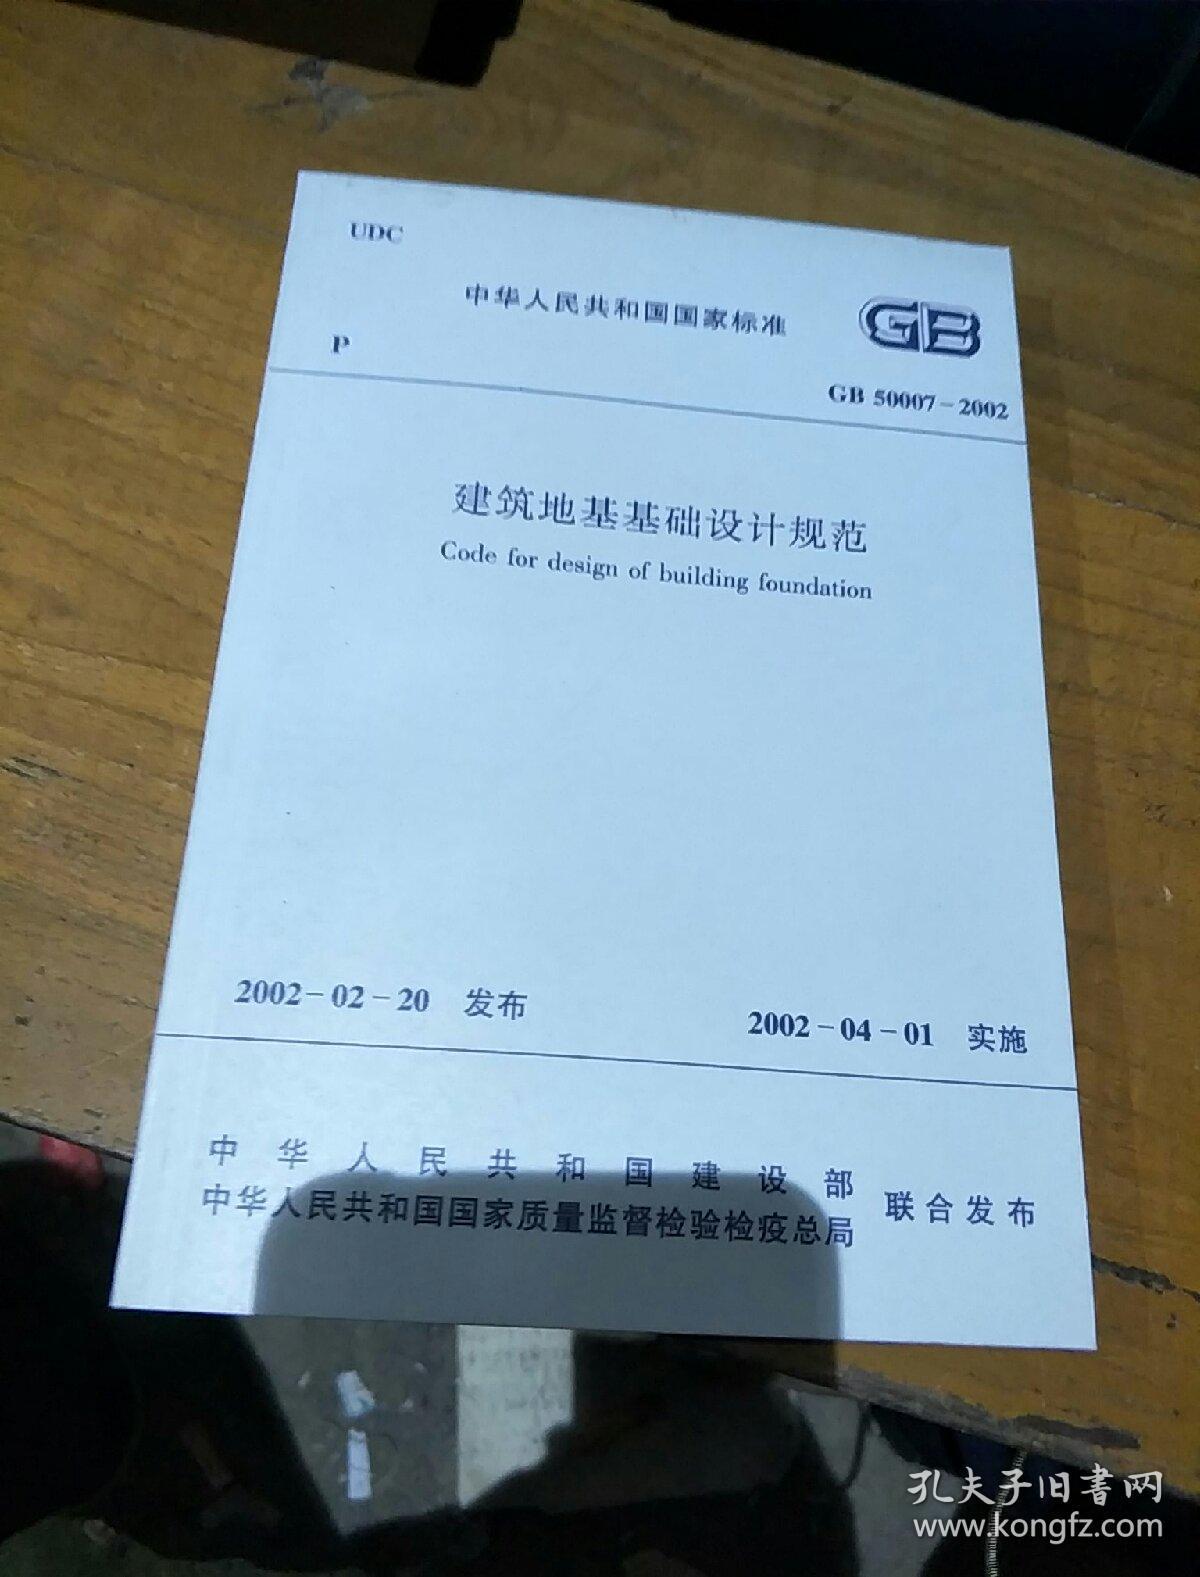 UDC
中华人民共和国国家标准
GB
P
GB 50007-2002
建筑地基基础设计规范
Code for design of building foundation
2002-02-20 发布
2002-04-01 实施
中华人民共和国建设部
中华人民共和国国家质量监督检验检疫总局
联合发布
孔夫子旧書网
www.kongfz.com